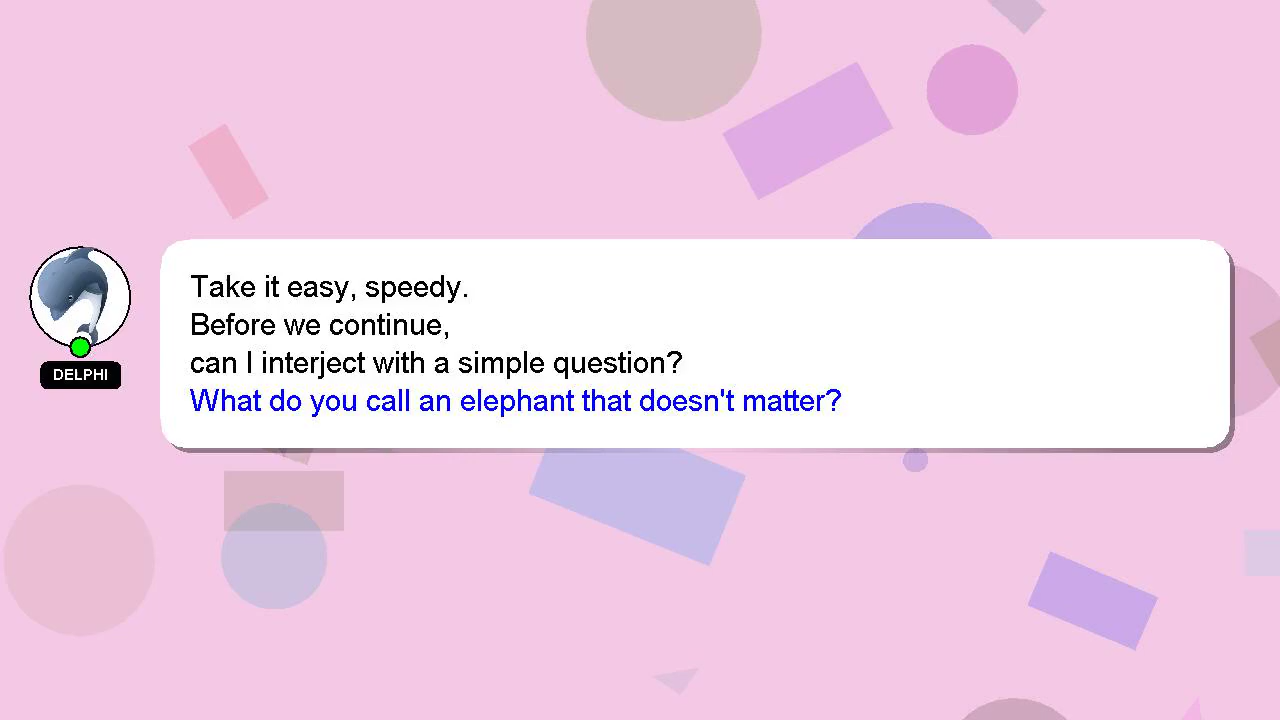 Take it easy, speedy.
Before we continue,
can I interject with a simple question?
What do you call an elephant that doesn't matter?
DELPHI